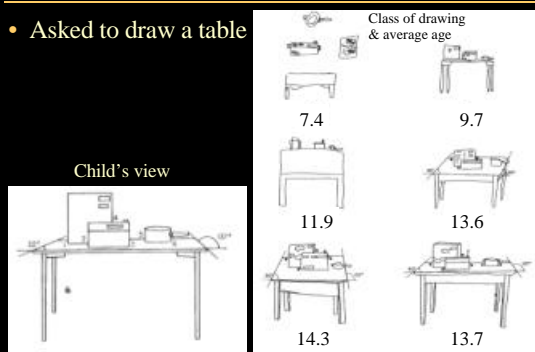 • Asked to draw a table
Class of drawing
& average age
7.4
9.7
Child's view
11.9
13.6
14.3
13.7